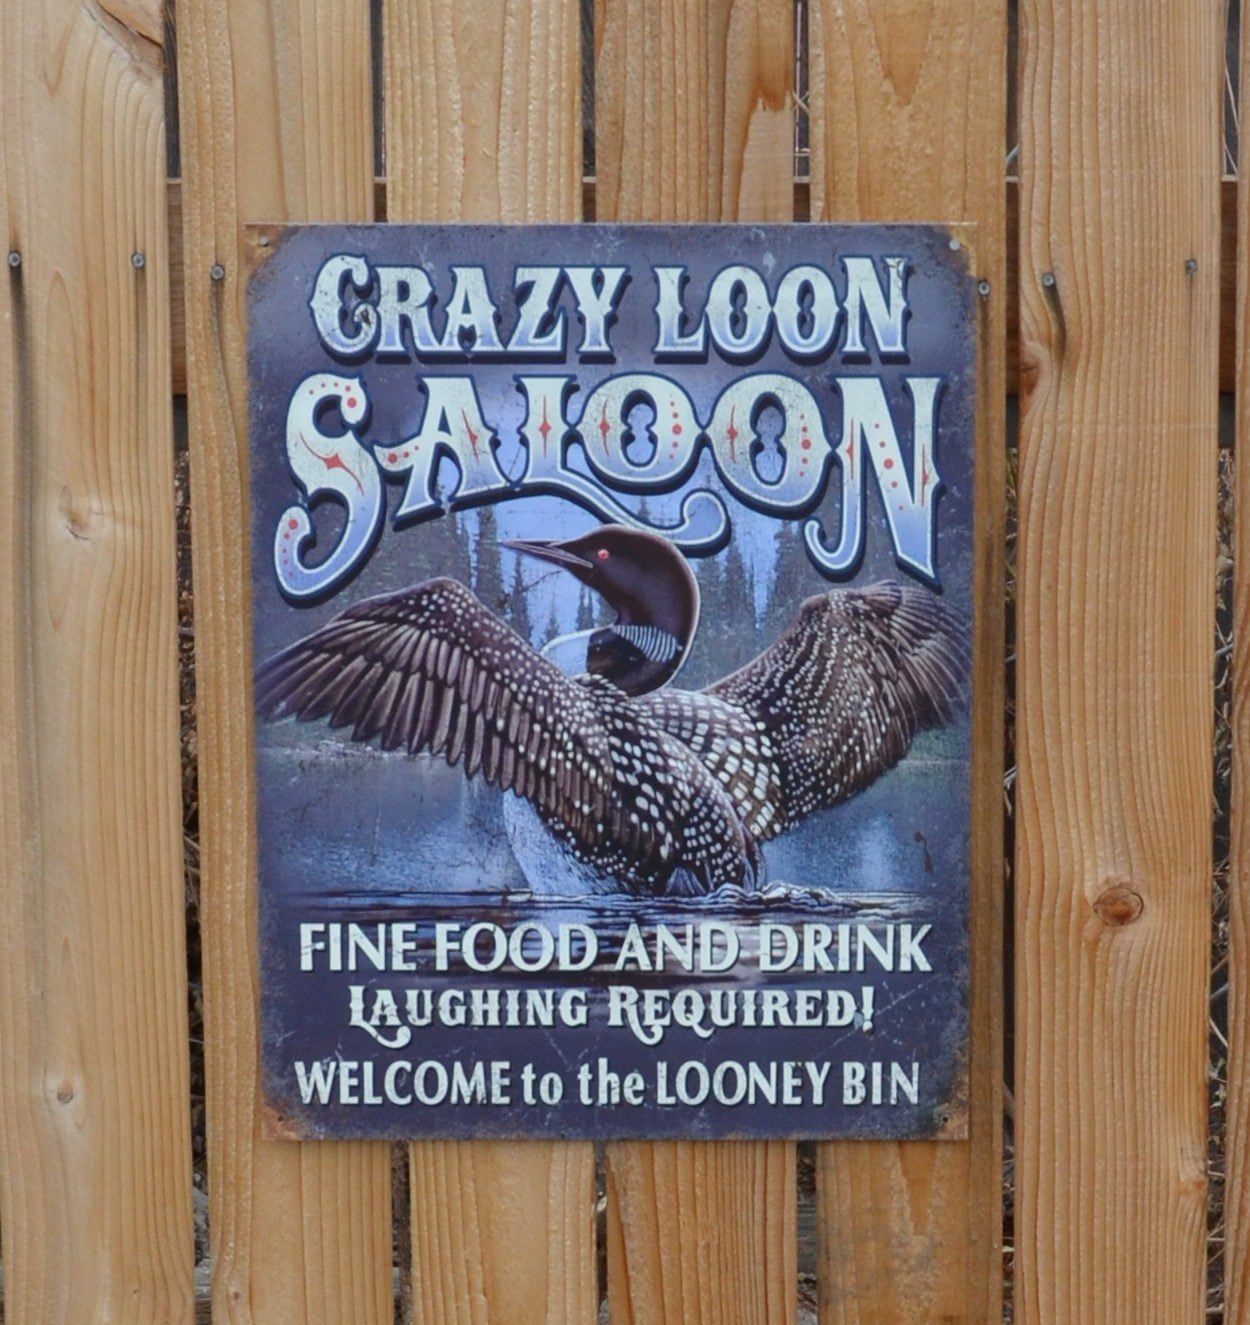 CRAZY LOON
SALOON
FINE FOOD AND DRINK
LAUGHING REQUIRED!
WELCOME to the LOONEY BIN